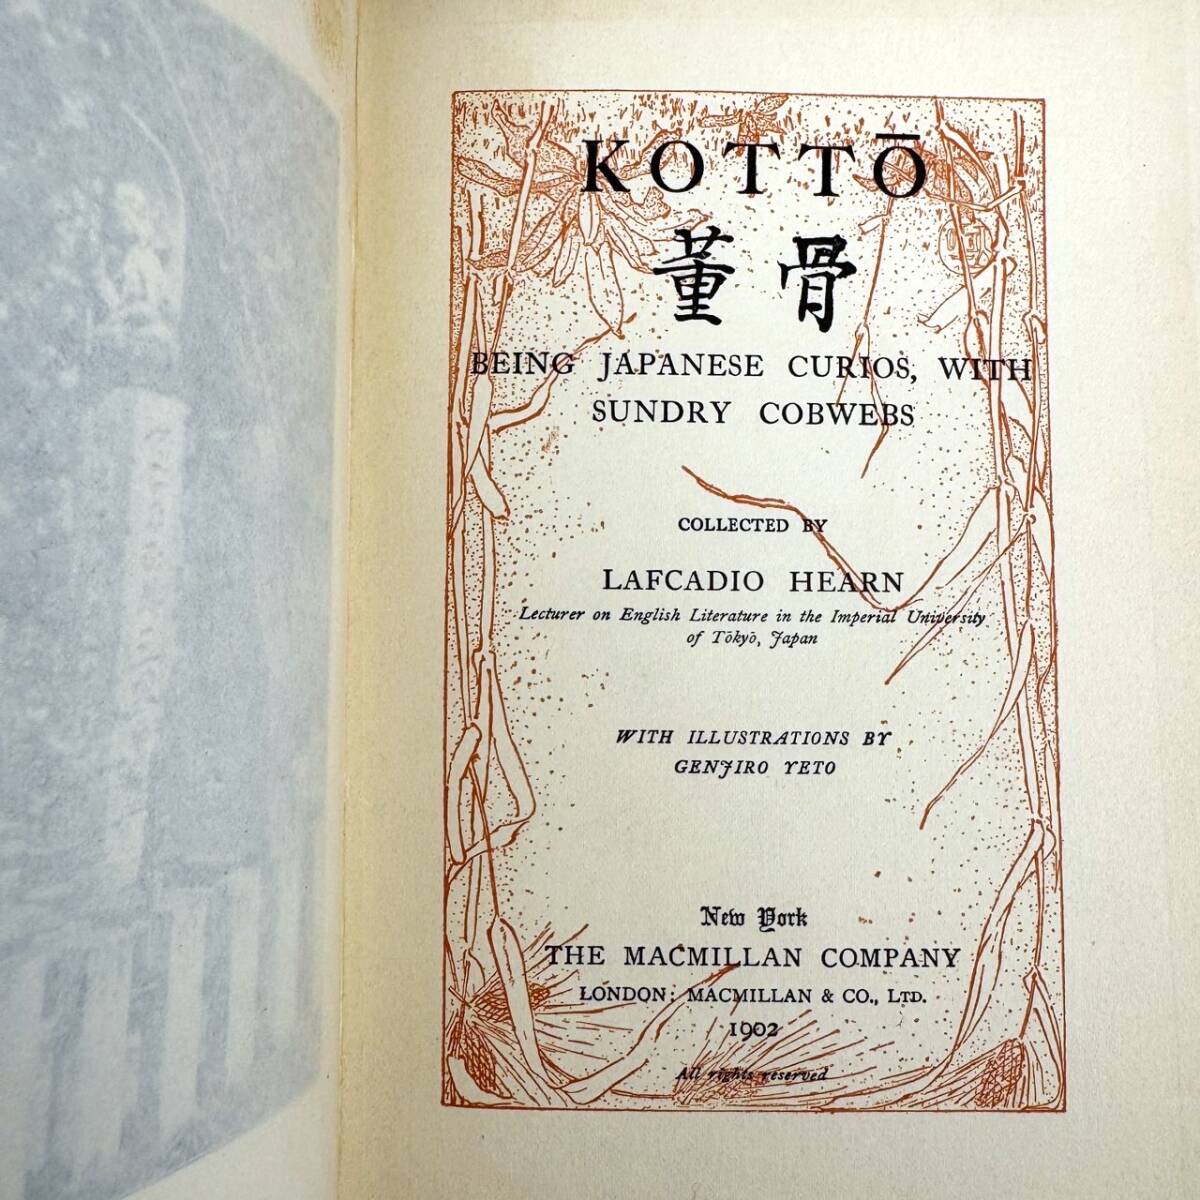 KOTTŌ
董骨
BEING JAPANESE CURIOS, WITH
SUNDRY COBWEBS
COLLECTED BY
LAFCADIO HEARN
Lecturer on English Literature in the Imperial University
of Tōkyō, Japan
WITH ILLUSTRATIONS BY
GENJIRO YETO
New York
THE MACMILLAN COMPANY
LONDON: MACMILLAN & CO., LTD.
1902
All rights reserved